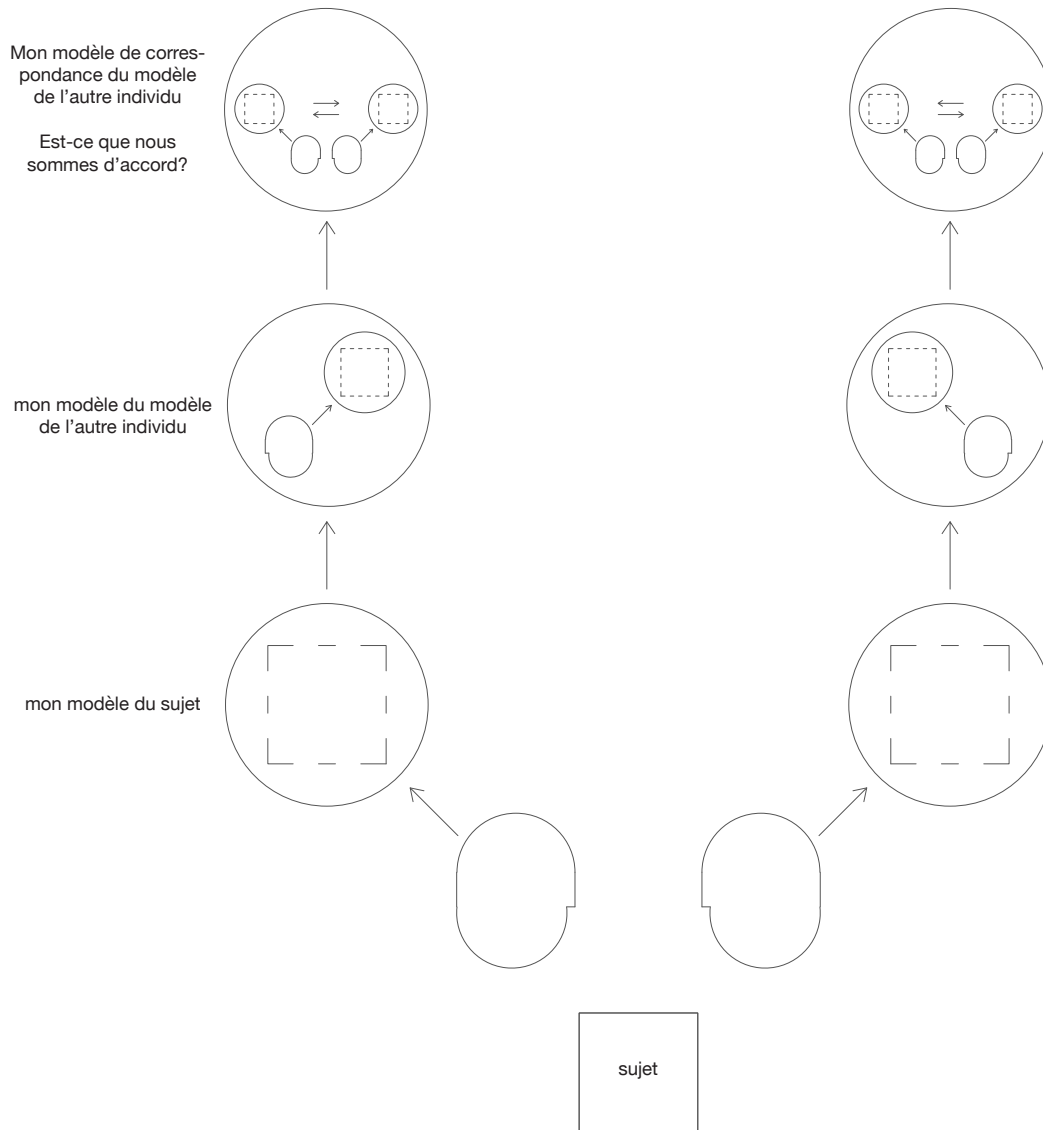 Mon modèle de corres-
pondance du modèle
de l'autre individu
Est-ce que nous
sommes d'accord?
mon modèle du modèle
de l'autre individu
mon modèle du sujet
sujet